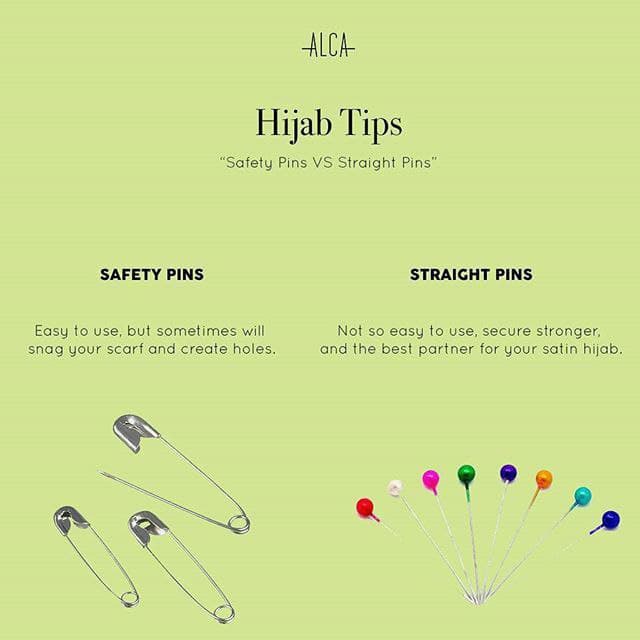 ALCA
Hijab Tips
“Safety Pins VS Straight Pins”
SAFETY PINS
Easy to use, but sometimes will
snag your scarf and create holes.
STRAIGHT PINS
Not so easy to use, secure stronger,
and the best partner for your satin hijab.